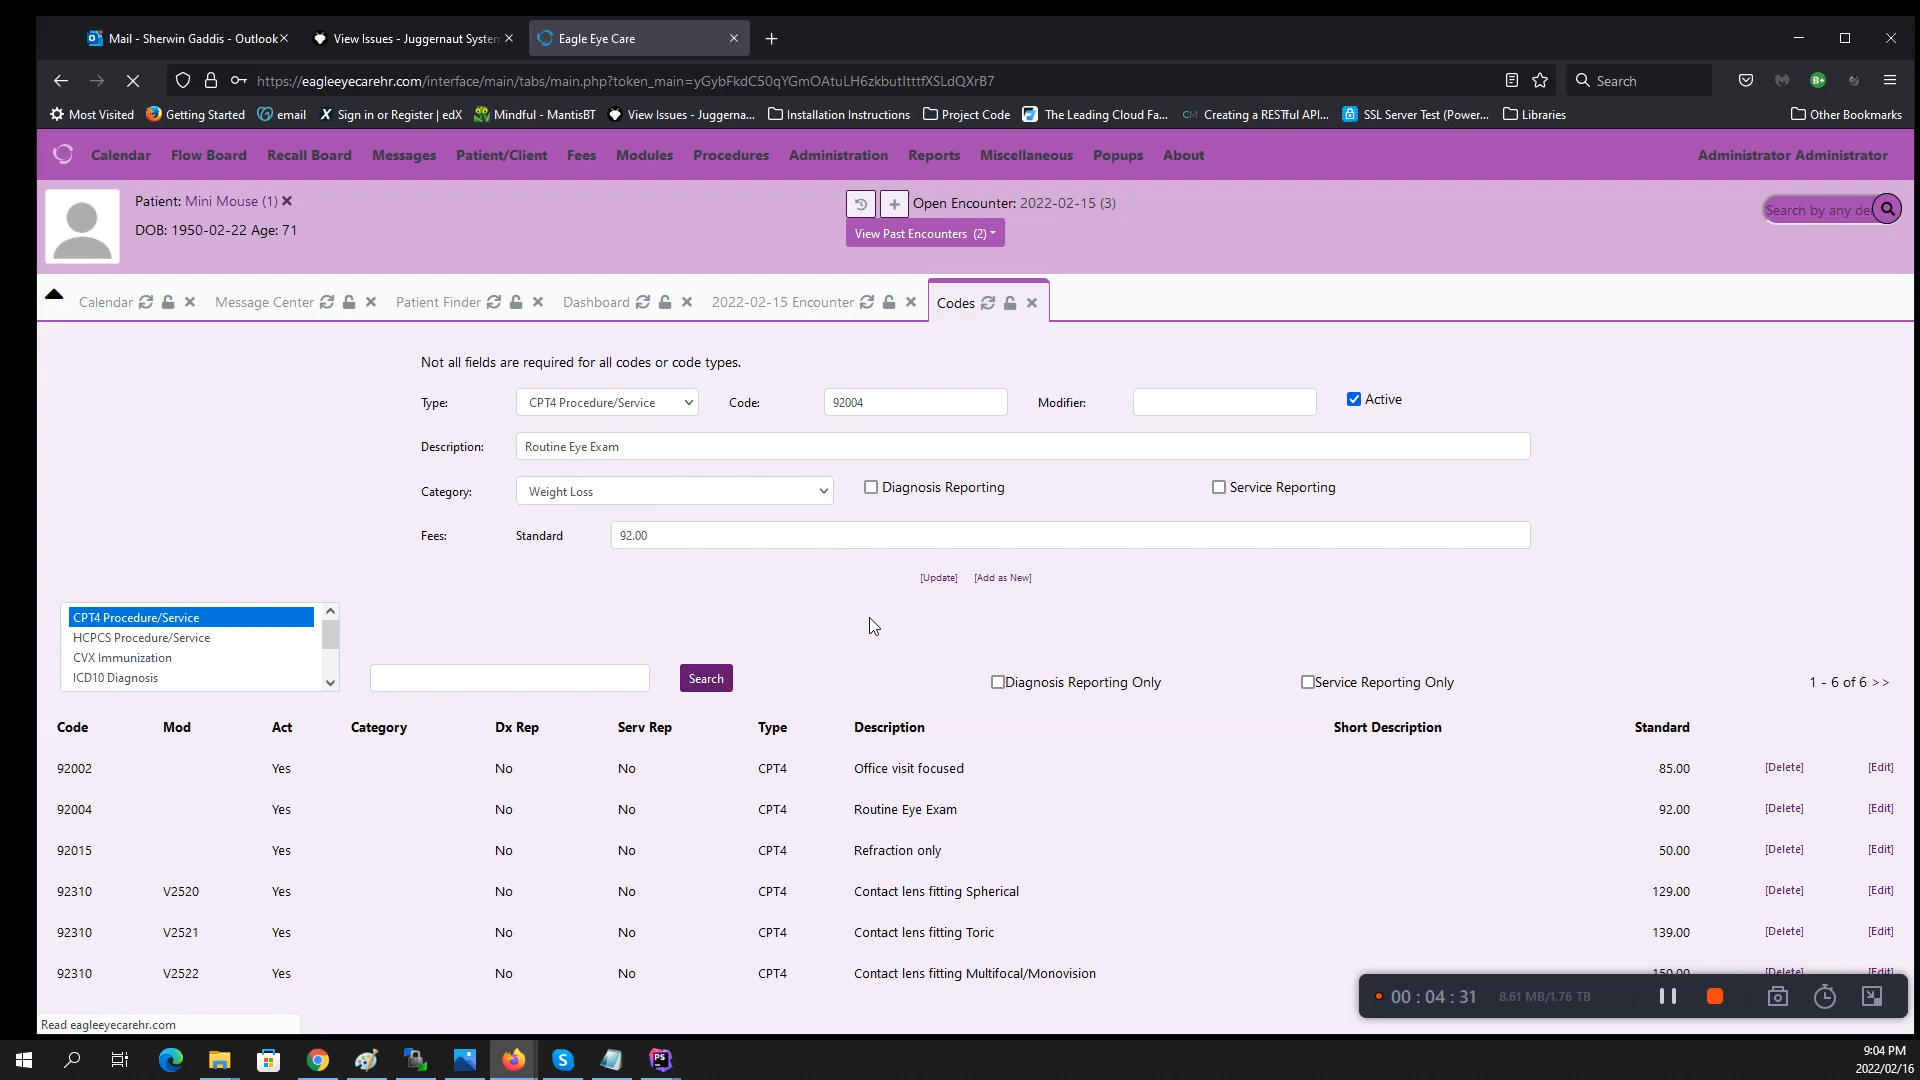 Mail - Sherwin Gaddis - Outlook
View Issues - Juggernaut System
Eagle Eye Care
https://eagleeyecarehr.com/interface/main/tabs/main.php?token_main=yGybFkdC50qYGmOAtuLH6zkbutItttfXSLdQXrB7
Search
Most Visited
Getting Started
email
Sign in or Register | edX
Mindful - MantisBT
View Issues - Juggerna...
Installation Instructions
Project Code
The Leading Cloud Fa...
CM Creating a RESTful API...
SSL Server Test (Power...
Libraries
Other Bookmarks
Calendar Flow Board Recall Board Messages Patient/Client Fees Modules Procedures Administration Reports Miscellaneous Popups About Administrator Administrator
Patient: Mini Mouse (1)
DOB: 1950-02-22 Age: 71
Open Encounter: 2022-02-15 (3)
View Past Encounters (2)
Search by any de
Calendar
Message Center
Patient Finder
Dashboard
2022-02-15 Encounter
Codes
Not all fields are required for all codes or code types.
Type: CPT4 Procedure/Service Code: 92004 Modifier: Active
Description: Routine Eye Exam
Category: Weight Loss Diagnosis Reporting Service Reporting
Fees: Standard 92.00
[Update] [Add as New]
CPT4 Procedure/Service
HCPCS Procedure/Service
CVX Immunization
ICD10 Diagnosis
Search
Diagnosis Reporting Only
Service Reporting Only
1 - 6 of 6 >>
Code Mod Act Category Dx Rep Serv Rep Type Description Short Description Standard
92002 Yes No No CPT4 Office visit focused 85.00 [Delete] [Edit]
92004 Yes No No CPT4 Routine Eye Exam 92.00 [Delete] [Edit]
92015 Yes No No CPT4 Refraction only 50.00 [Delete] [Edit]
92310 V2520 Yes No No CPT4 Contact lens fitting Spherical 129.00 [Delete] [Edit]
92310 V2521 Yes No No CPT4 Contact lens fitting Toric 139.00 [Delete] [Edit]
92310 V2522 Yes No No CPT4 Contact lens fitting Multifocal/Monovision 150.00 [Delete] [Edit]
00 : 04 : 31 8.61 MB/1.76 TB
Read eagleeyecarehr.com
PS
9:04 PM
2022/02/16